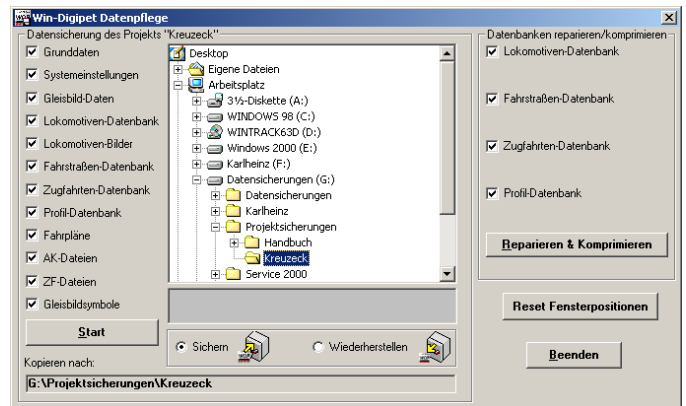 Win-Digipet Datenpflege
Datensicherung des Projekts "Kreuzeck"
Grunddaten
Systemeinstellungen
Gleisbild-Daten
Lokomotiven-Datenbank
Lokomotiven-Bilder
Fahrstraßen-Datenbank
Zugfahrten-Datenbank
Profil-Datenbank
Fahrpläne
AK-Dateien
ZF-Dateien
Gleisbildsymbole
Start
Kopieren nach:
G:\Projektsicherungen\Kreuzeck
Desktop
Eigene Dateien
Arbeitsplatz
3½-Diskette (A:)
WINDOWS 98 (C:)
WINTRACK63D (D:)
Windows 2000 (E:)
Karlheinz (F:)
Datensicherungen (G:)
Datensicherungen
Karlheinz
Projektsicherungen
Handbuch
Kreuzeck
Service 2000
Sichern
Wiederherstellen
Datenbanken reparieren/komprimieren
Lokomotiven-Datenbank
Fahrstraßen-Datenbank
Zugfahrten-Datenbank
Profil-Datenbank
Reparieren & Komprimieren
Reset Fensterpositionen
Beenden